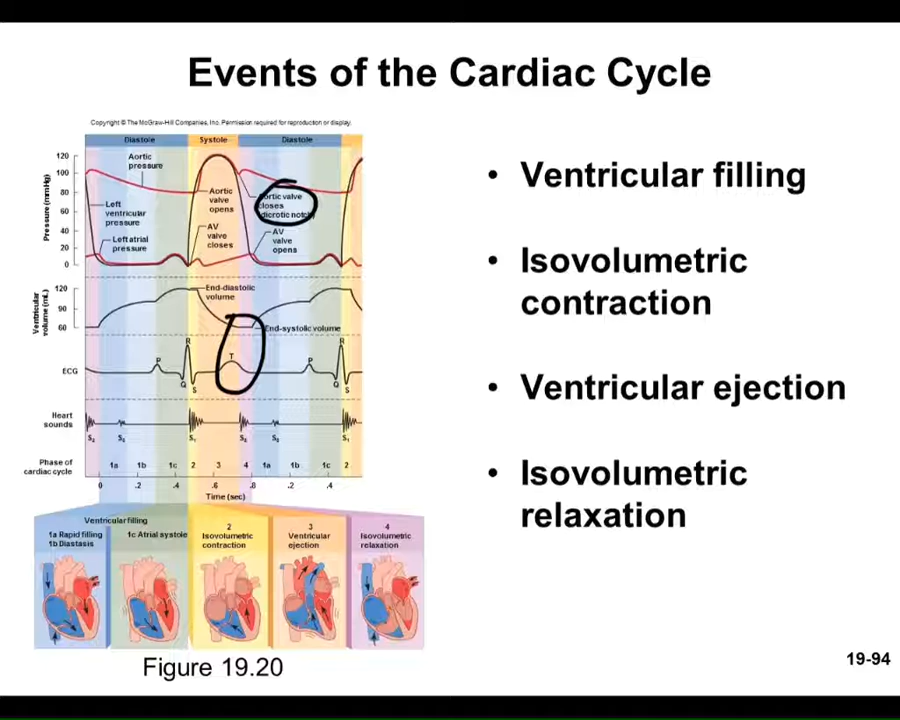 Events of the Cardiac Cycle
Copyright © The McGraw-Hill Companies, Inc. Permission required for reproduction or display.
Diastole Systole Diastole
Pressure (mmHg)
120
100
80
60
40
20
0
Aortic
pressure
Left
ventricular
pressure
Left atrial
pressure
Aortic
valve
opens
AV
valve
closes
Aortic valve
closes
(dicrotic notch)
AV
valve
opens
Ventricular
volume (mL)
120
90
60
End-diastolic
volume
End-systolic volume
ECG
P
R
Q
S
T
P
R
Q
S
Heart
sounds
S₂ S₃ S₁ S₂ S₃ S₁
Phase of
cardiac cycle
1a 1b 1c 2 3 4 1a 1b 1c 2
0 .2 .4 .6 .8 .2 .4
Time (sec)
Ventricular filling
1a Rapid filling
1b Diastasis
1c Atrial systole
2
Isovolumetric
contraction
3
Ventricular
ejection
4
Isovolumetric
relaxation
Figure 19.20
• Ventricular filling
• Isovolumetric
contraction
• Ventricular ejection
• Isovolumetric
relaxation
19-94